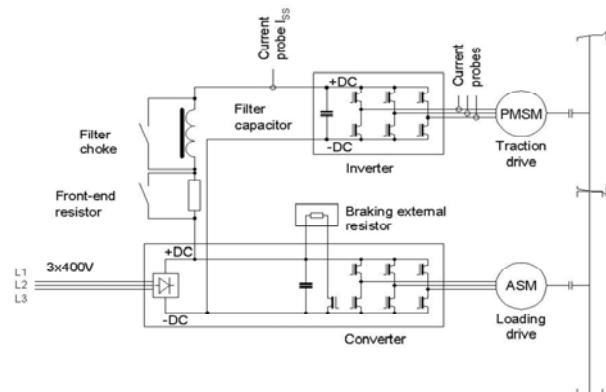 Current
probe I_SS
+DC
Filter
capacitor
-DC
Inverter
Current
probes
PMSM
Traction
drive
Filter
choke
Front-end
resistor
Braking external
resistor
+DC
3x400V
L1
L2
L3
-DC
Converter
ASM
Loading
drive